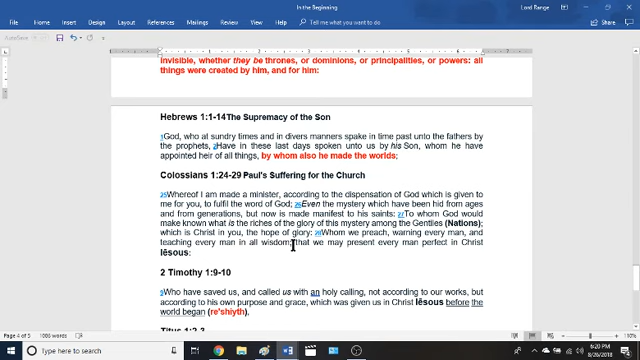 In the Beginning
Lord Range
File
Home
Insert
Design
Layout
References
Mailings
Review
View
Tell me what you want to do
Share
invisible, whether they be thrones, or dominions, or principalities, or powers: all
things were created by him, and for him:
Hebrews 1:1-14The Supremacy of the Son
1God, who at sundry times and in divers manners spake in time past unto the fathers by
the prophets, 2Have in these last days spoken unto us by his Son, whom he have
appointed heir of all things, by whom also he made the worlds;
Colossians 1:24-29 Paul's Suffering for the Church
25Whereof I am made a minister, according to the dispensation of God which is given to
me for you, to fulfil the word of God; 26Even the mystery which have been hid from ages
and from generations, but now is made manifest to his saints: 27To whom God would
make known what is the riches of the glory of this mystery among the Gentiles (Nations);
which is Christ in you, the hope of glory: 28Whom we preach, warning every man, and
teaching every man in all wisdom; that we may present every man perfect in Christ
Iēsous:
2 Timothy 1:9-10
9Who have saved us, and called us with an holy calling, not according to our works, but
according to his own purpose and grace, which was given us in Christ Iēsous before the
world began (re'shiyth),
Titus 1:2-3
Page 4 of 5
1006 words
110%
Type here to search
6:20 PM
8/26/2018